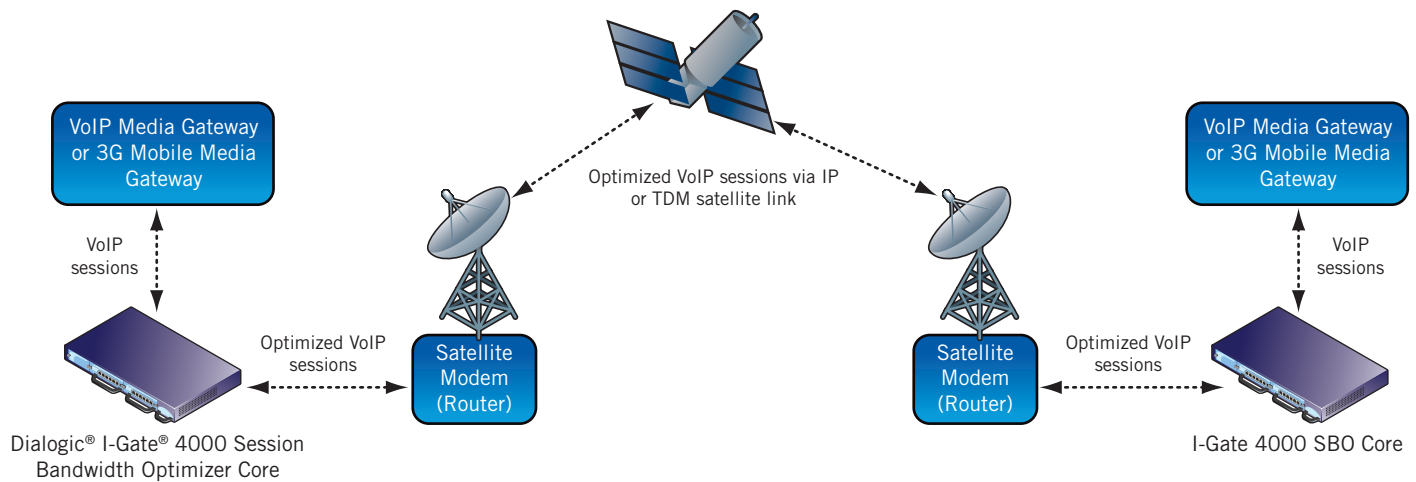 VoIP Media Gateway
or 3G Mobile Media
Gateway
VoIP
sessions
Dialogic® I-Gate® 4000 Session
Bandwidth Optimizer Core
Optimized VoIP
sessions
Satellite
Modem
(Router)
Optimized VoIP sessions via IP
or TDM satellite link
Satellite
Modem
(Router)
Optimized VoIP
sessions
VoIP Media Gateway
or 3G Mobile Media
Gateway
VoIP
sessions
I-Gate 4000 SBO Core